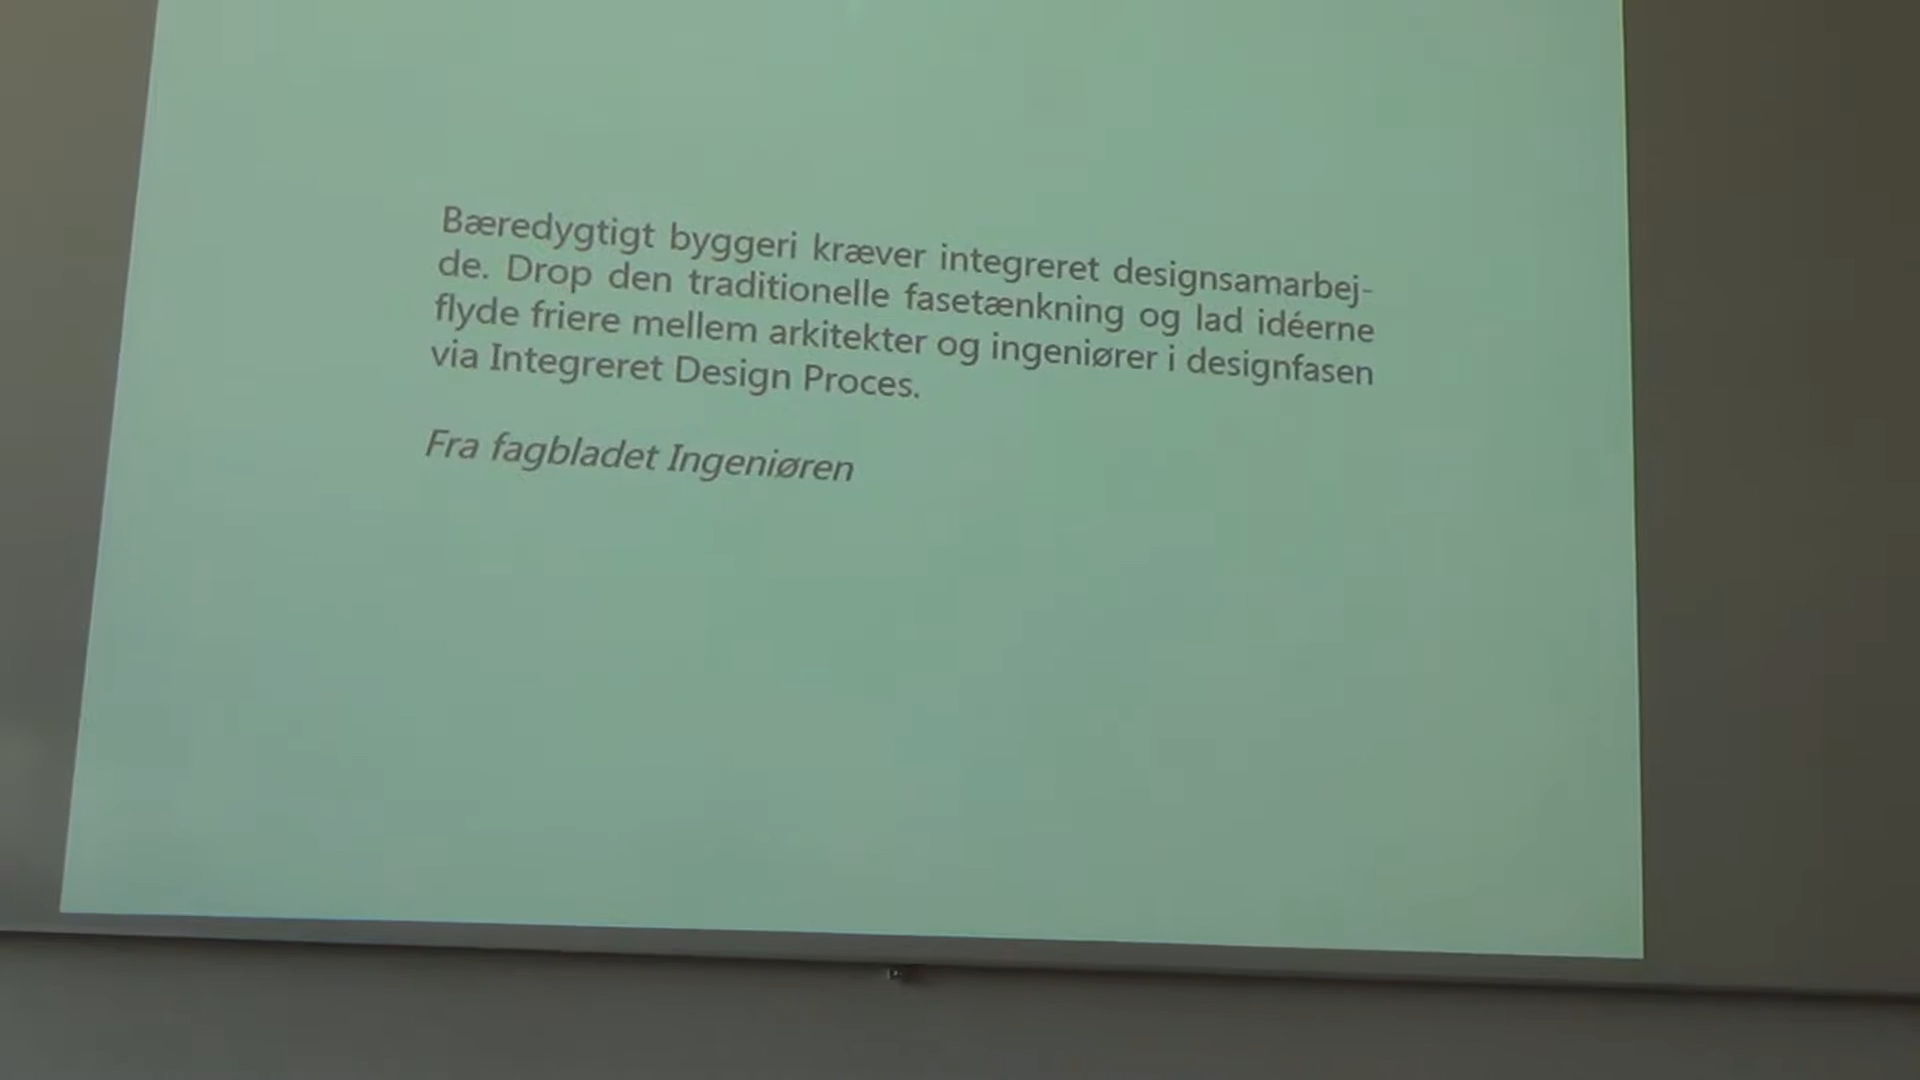 Bæredygtigt byggeri kræver integreret designsamarbej-
de. Drop den traditionelle fasetænkning og lad idéerne
flyde friere mellem arkitekter og ingeniører i designfasen
via Integreret Design Proces.
Fra fagbladet Ingeniøren